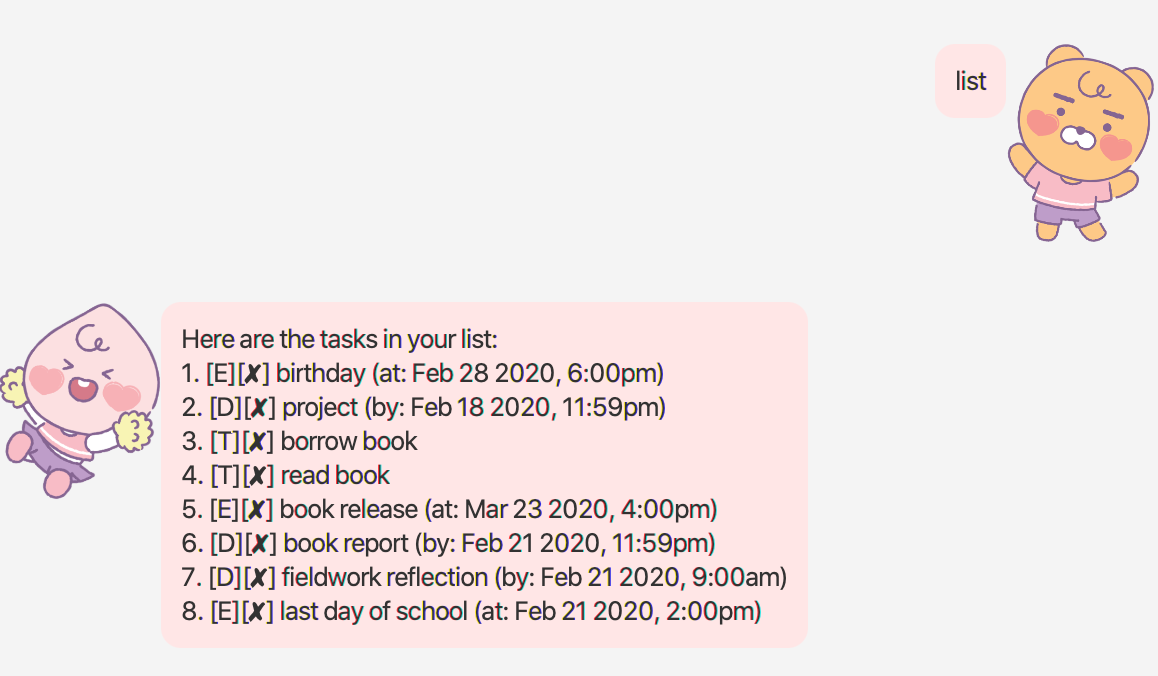 list
Here are the tasks in your list:
1. [E][✘] birthday (at: Feb 28 2020, 6:00pm)
2. [D][✘] project (by: Feb 18 2020, 11:59pm)
3. [T][✘] borrow book
4. [T][✘] read book
5. [E][✘] book release (at: Mar 23 2020, 4:00pm)
6. [D][✘] book report (by: Feb 21 2020, 11:59pm)
7. [D][✘] fieldwork reflection (by: Feb 21 2020, 9:00am)
8. [E][✘] last day of school (at: Feb 21 2020, 2:00pm)